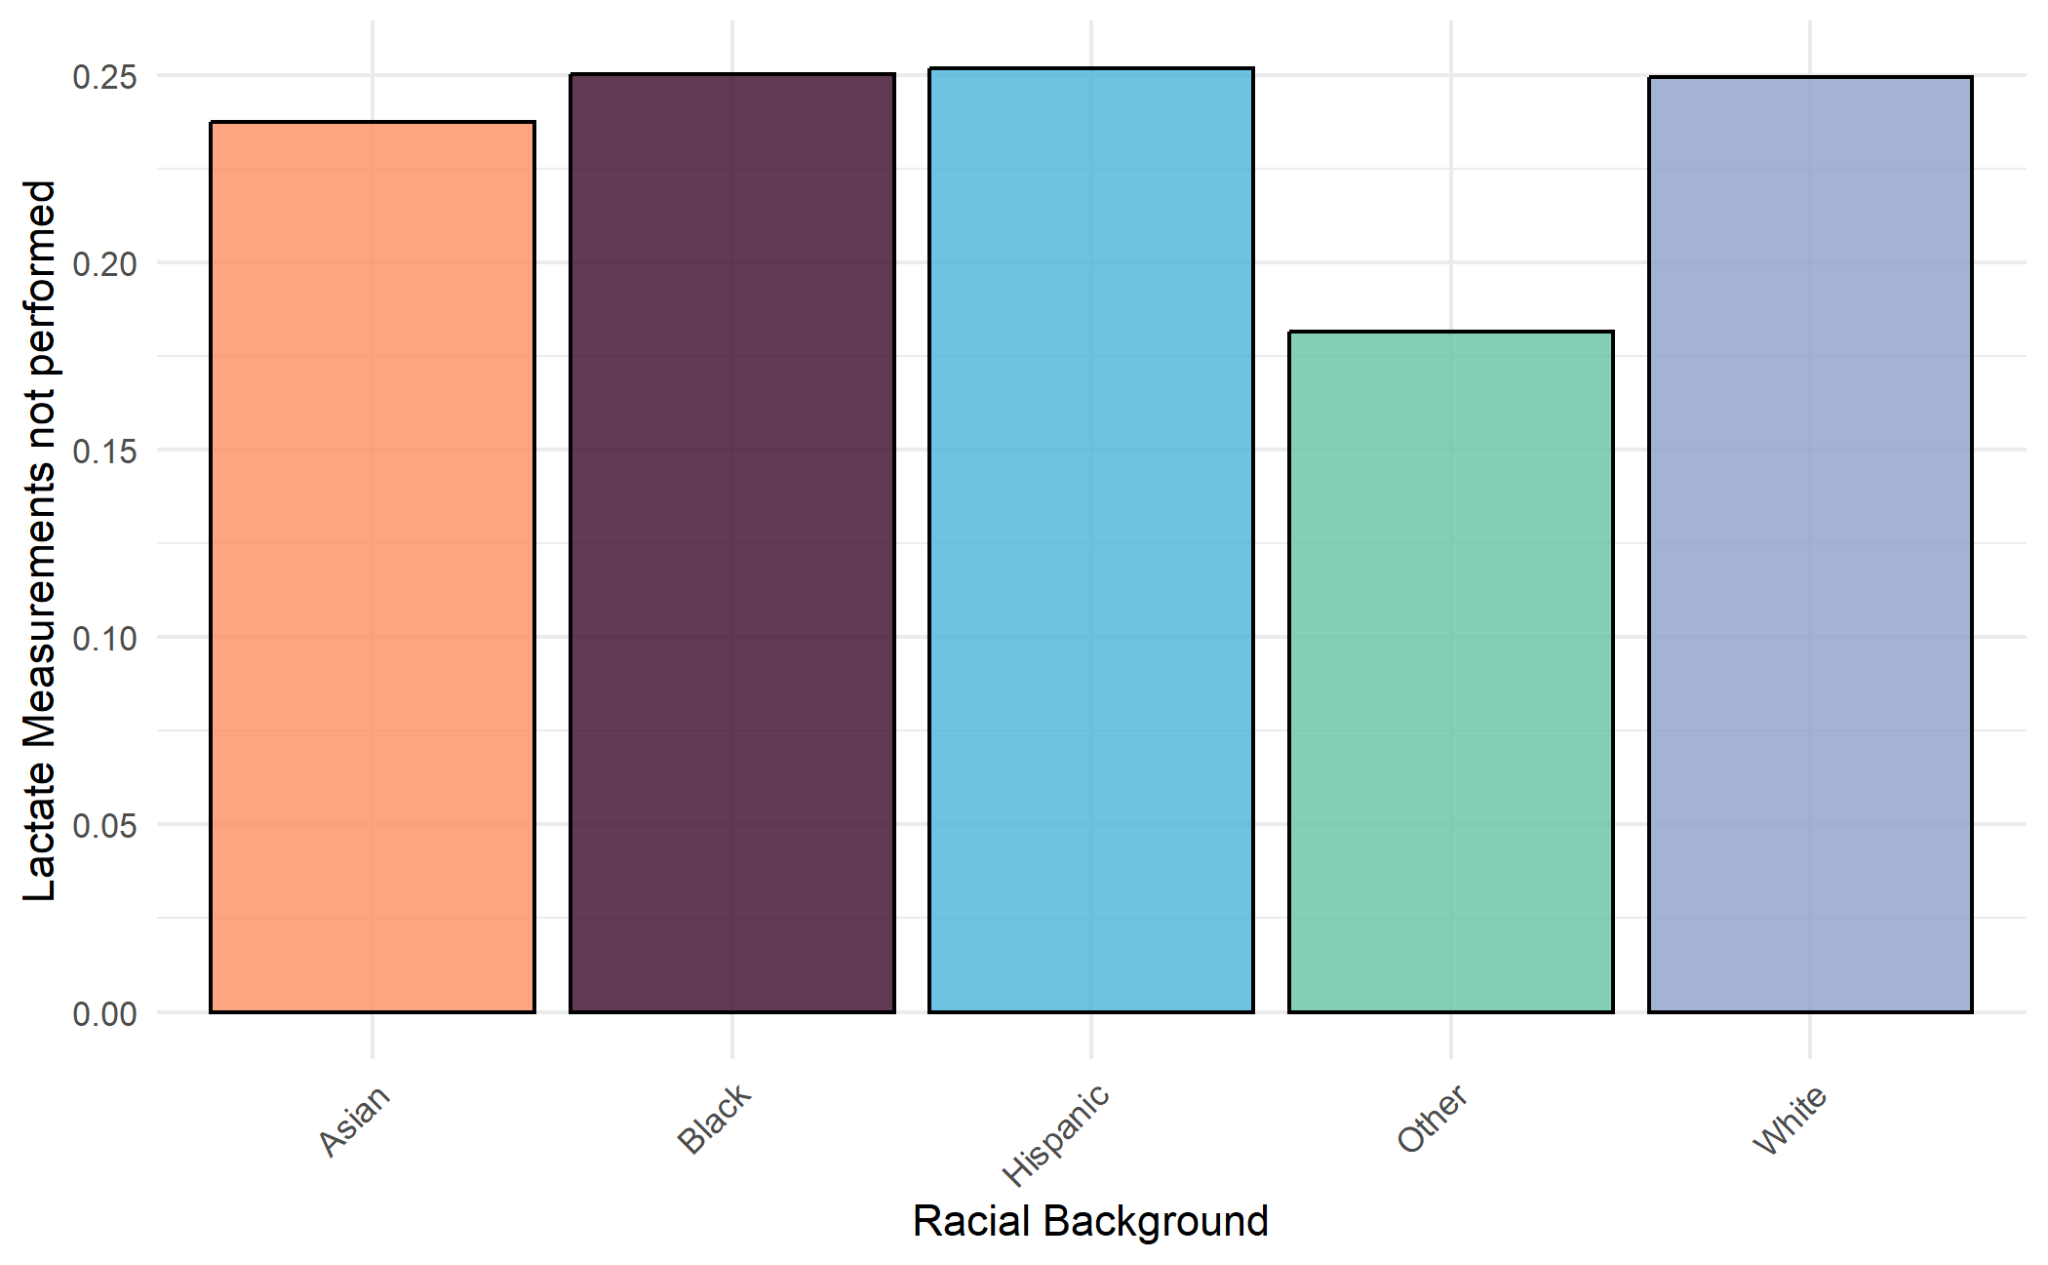 Lactate Measurements not performed
0.25
0.20
0.15
0.10
0.05
0.00
Asian
Black
Hispanic
Other
White
Racial Background